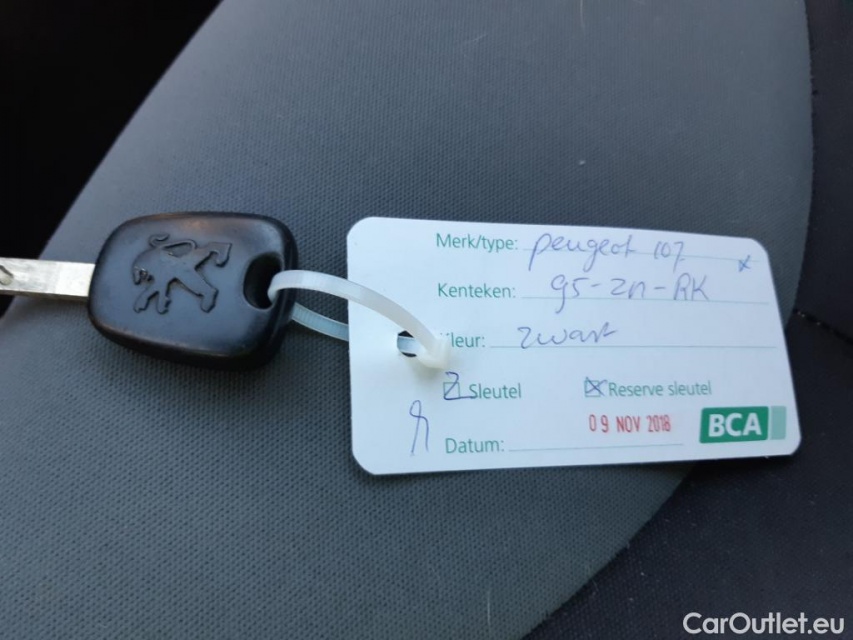 Merk/type: peugeot 107 x
Kenteken: 95-ZN-RK
Kleur: zwart
2 Sleutel Reserve sleutel
09 NOV 2018 BCA
Datum:
CarOutlet.eu